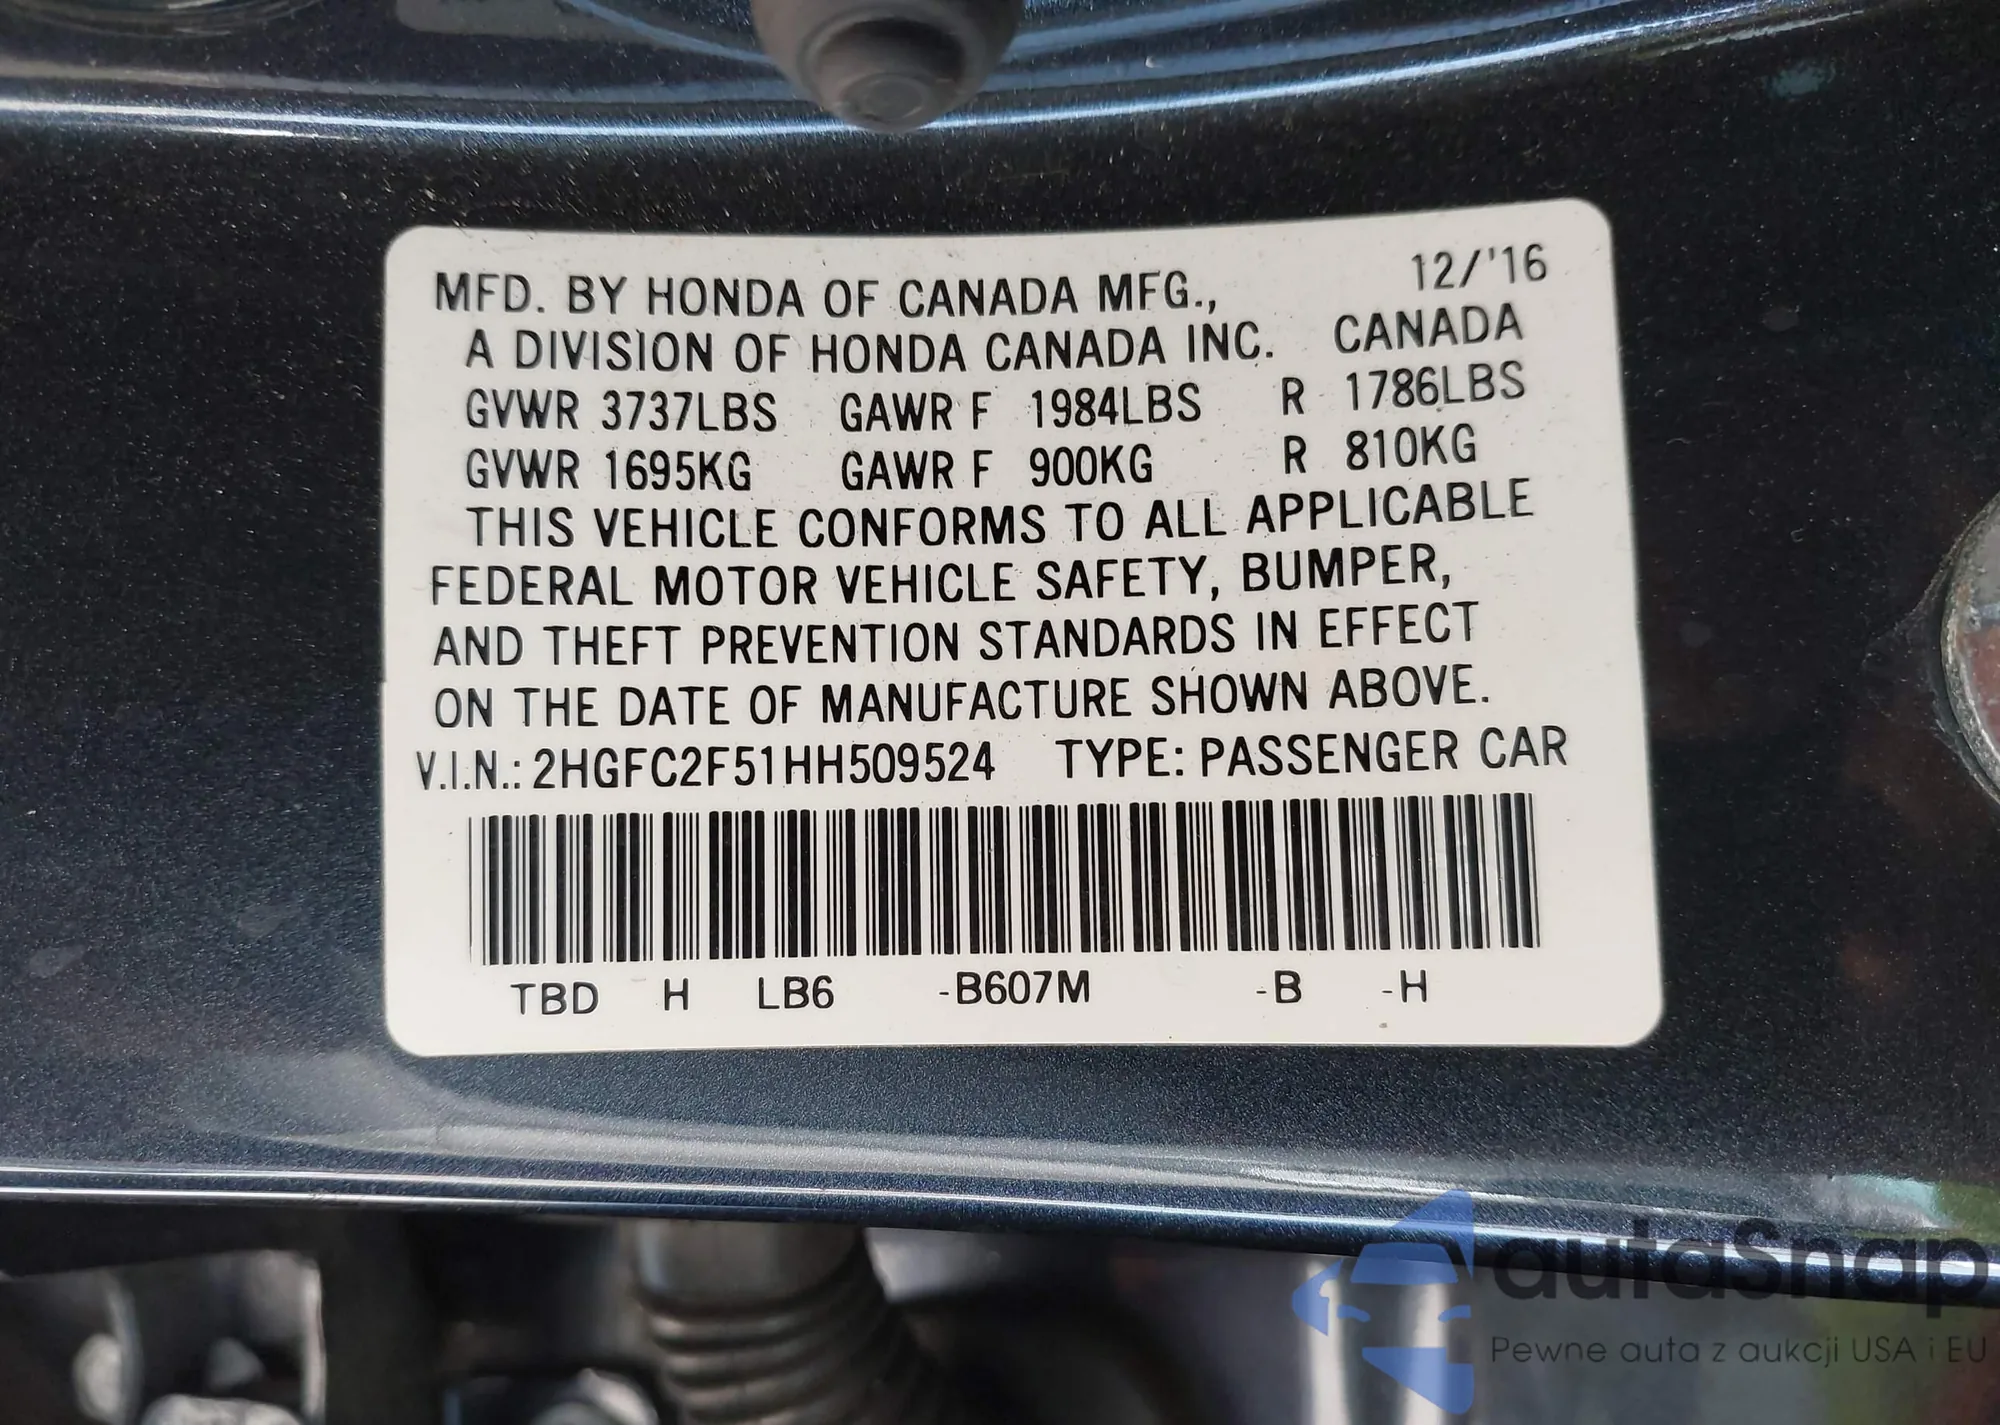 MFD. BY HONDA OF CANADA MFG., 12/'16
A DIVISION OF HONDA CANADA INC. CANADA
GVWR 3737LBS GAWR F 1984LBS R 1786LBS
GVWR 1695KG GAWR F 900KG R 810KG
THIS VEHICLE CONFORMS TO ALL APPLICABLE
FEDERAL MOTOR VEHICLE SAFETY, BUMPER,
AND THEFT PREVENTION STANDARDS IN EFFECT
ON THE DATE OF MANUFACTURE SHOWN ABOVE.
V.I.N.: 2HGFC2F51HH509524 TYPE: PASSENGER CAR
TBD H LB6 -B607M -B -H
autaSnap
Pewne auta z aukcji USA i EU